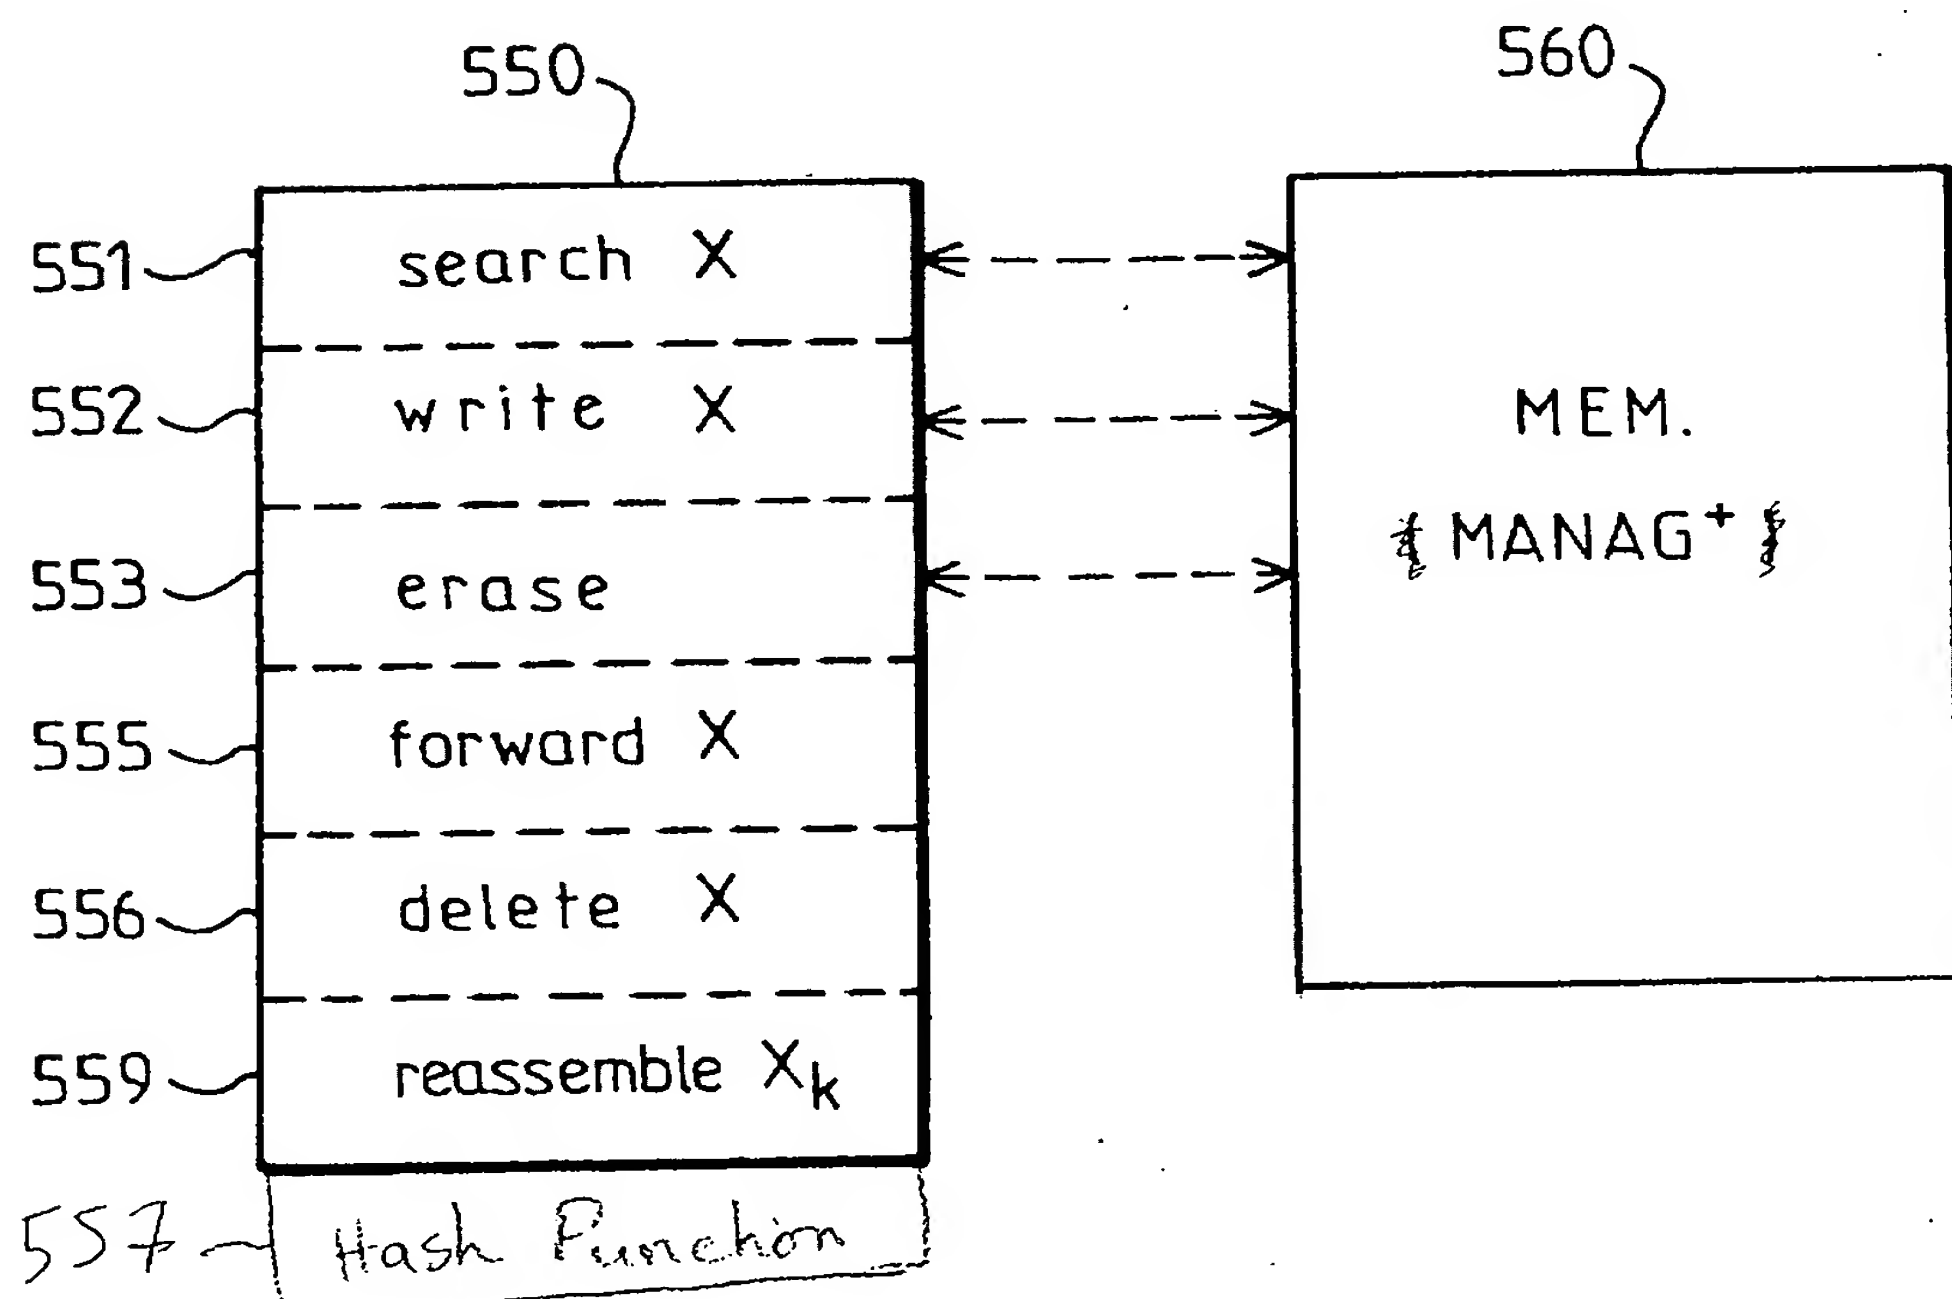 550
560
551 search X
552 write X
MEM.
MANAG+
553 erase
555 forward X
556 delete X
559 reassemble Xk
557 Hash Function